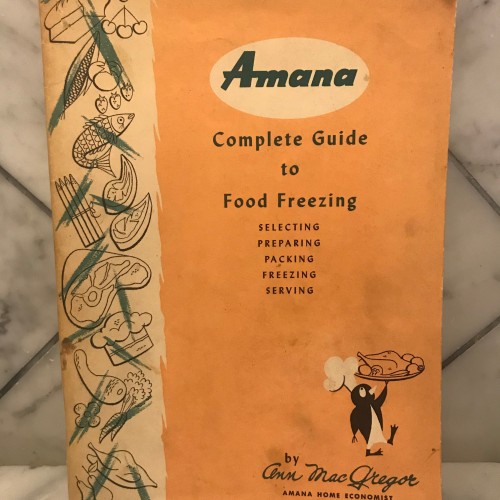 Amana
Complete Guide
to
Food Freezing
SELECTING
PREPARING
PACKING
FREEZING
SERVING
by
Ann MacGregor
AMANA HOME ECONOMIST